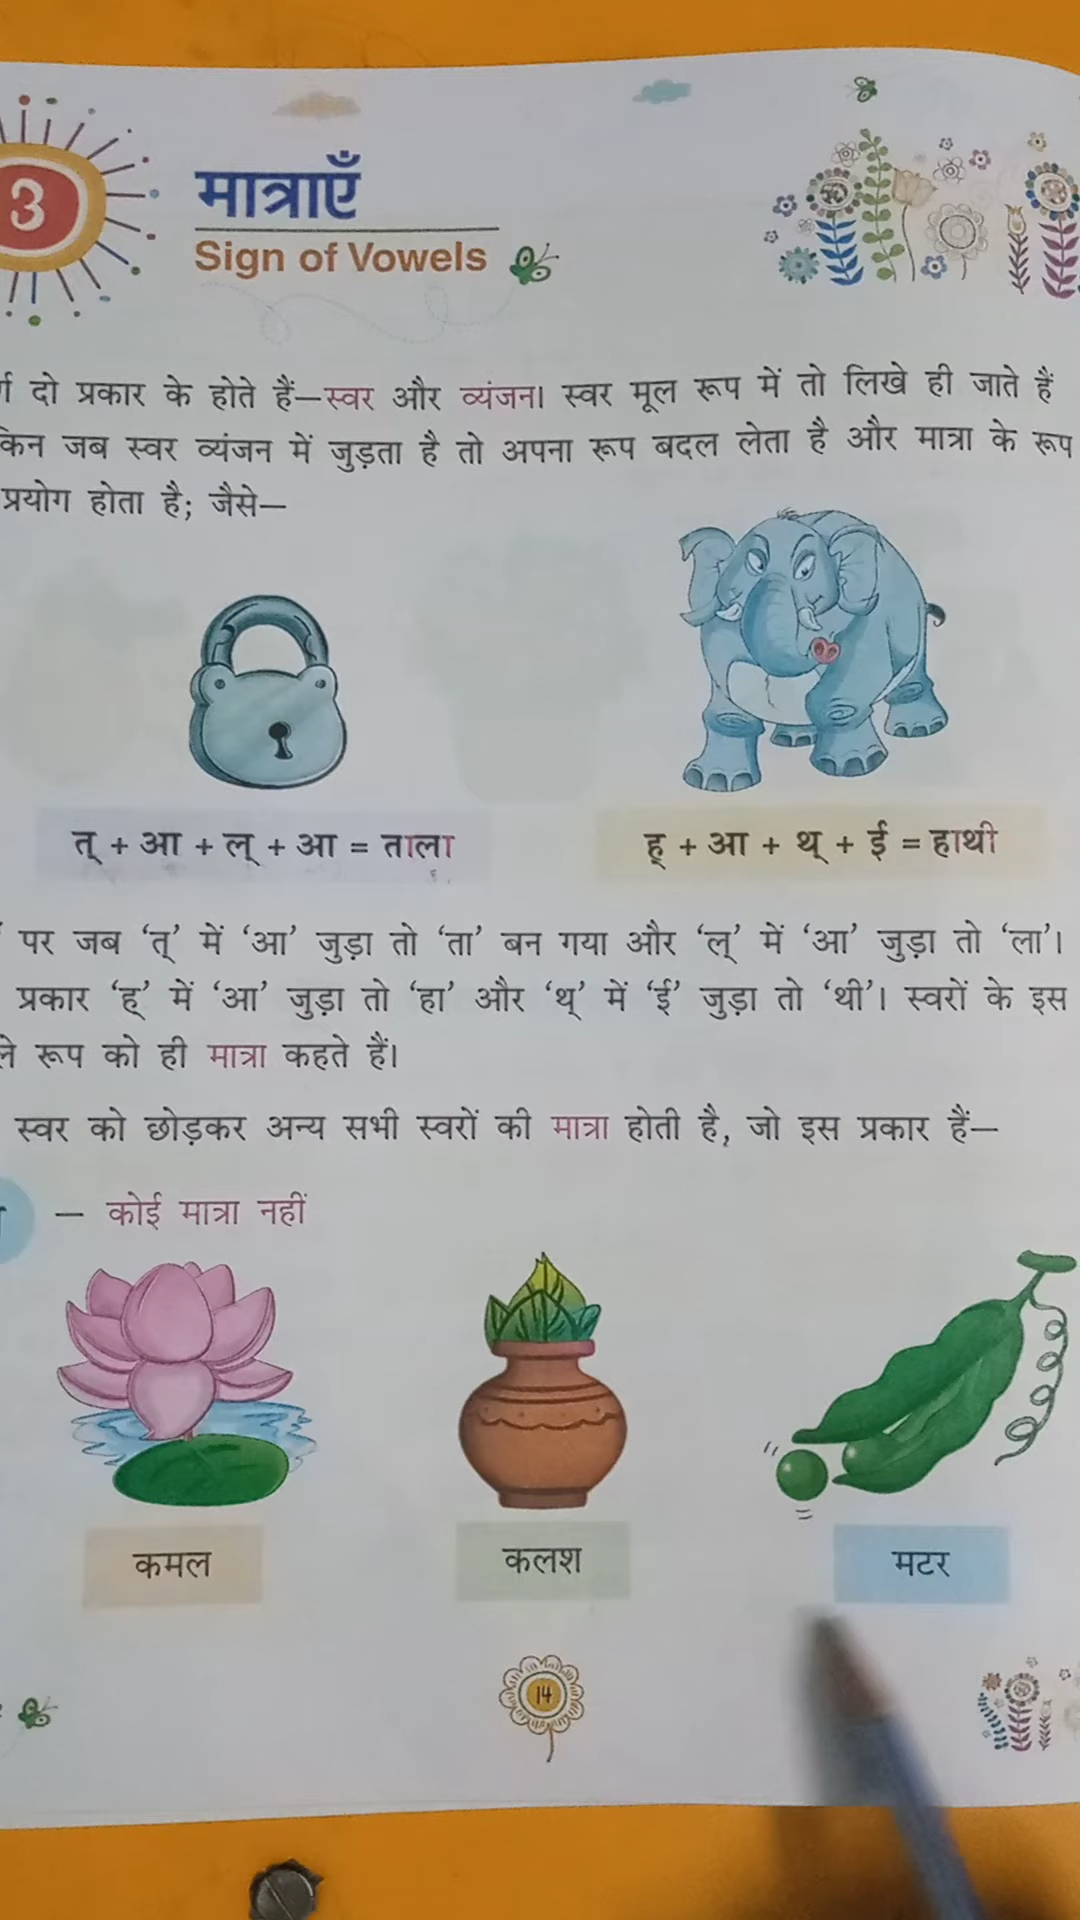 3
मात्राएँ
Sign of Vowels
दो प्रकार के होते हैं—स्वर और व्यंजन। स्वर मूल रूप में तो लिखे ही जाते हैं
जब स्वर व्यंजन में जुड़ता है तो अपना रूप बदल लेता है और मात्रा के रूप
प्रयोग होता है; जैसे—
त् + आ + ल् + आ = ताला
ह् + आ + थ् + ई = हाथी
पर जब ‘त्’ में ‘आ’ जुड़ा तो ‘ता’ बन गया और ‘ल्’ में ‘आ’ जुड़ा तो ‘ला’।
प्रकार ‘ह्’ में ‘आ’ जुड़ा तो ‘हा’ और ‘थ्’ में ‘ई’ जुड़ा तो ‘थी’। स्वरों के इस
रूप को ही मात्रा कहते हैं।
स्वर को छोड़कर अन्य सभी स्वरों की मात्रा होती है, जो इस प्रकार हैं—
— कोई मात्रा नहीं
कमल
कलश
मटर
14